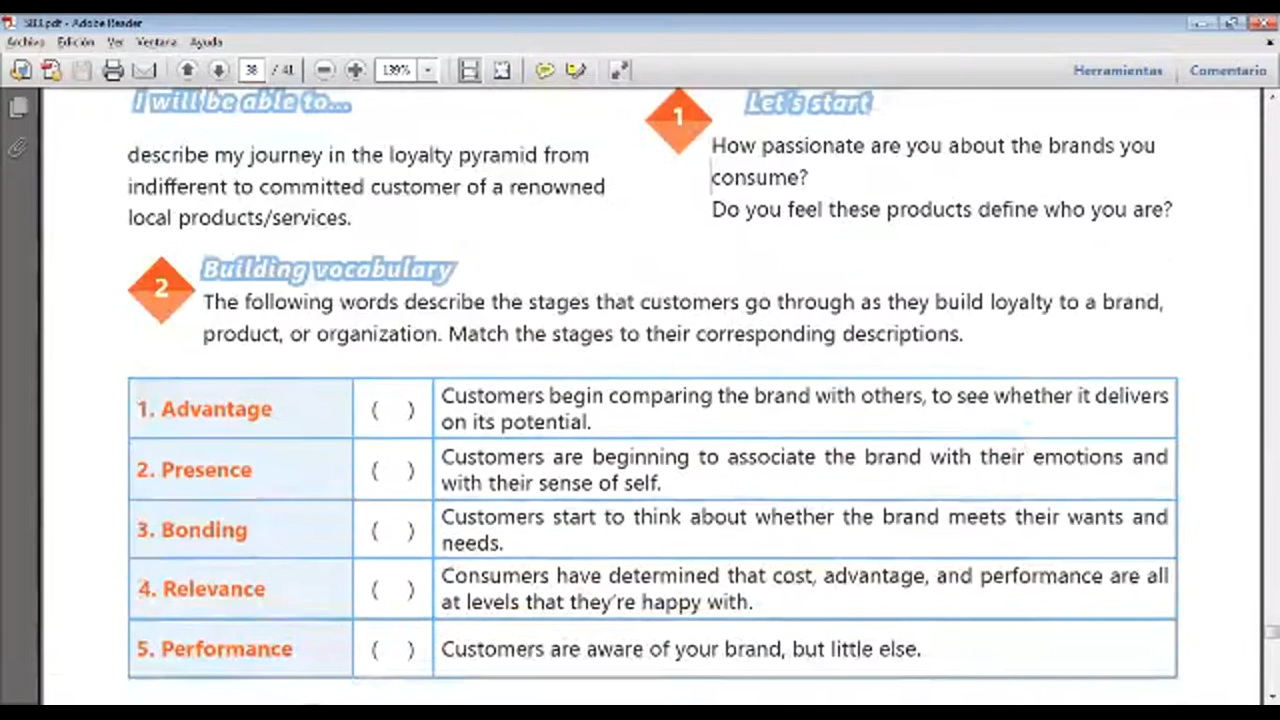 SB3.pdf - Adobe Reader
Archivo Edición Ver Ventana Ayuda
38 / 41 139% Herramientas Comentario
I will be able to...
describe my journey in the loyalty pyramid from
indifferent to committed customer of a renowned
local products/services.
1 Let's start
How passionate are you about the brands you
consume?
Do you feel these products define who you are?
2 Building vocabulary
The following words describe the stages that customers go through as they build loyalty to a brand,
product, or organization. Match the stages to their corresponding descriptions.
1. Advantage ( ) Customers begin comparing the brand with others, to see whether it delivers
on its potential.
2. Presence ( ) Customers are beginning to associate the brand with their emotions and
with their sense of self.
3. Bonding ( ) Customers start to think about whether the brand meets their wants and
needs.
4. Relevance ( ) Consumers have determined that cost, advantage, and performance are all
at levels that they're happy with.
5. Performance ( ) Customers are aware of your brand, but little else.